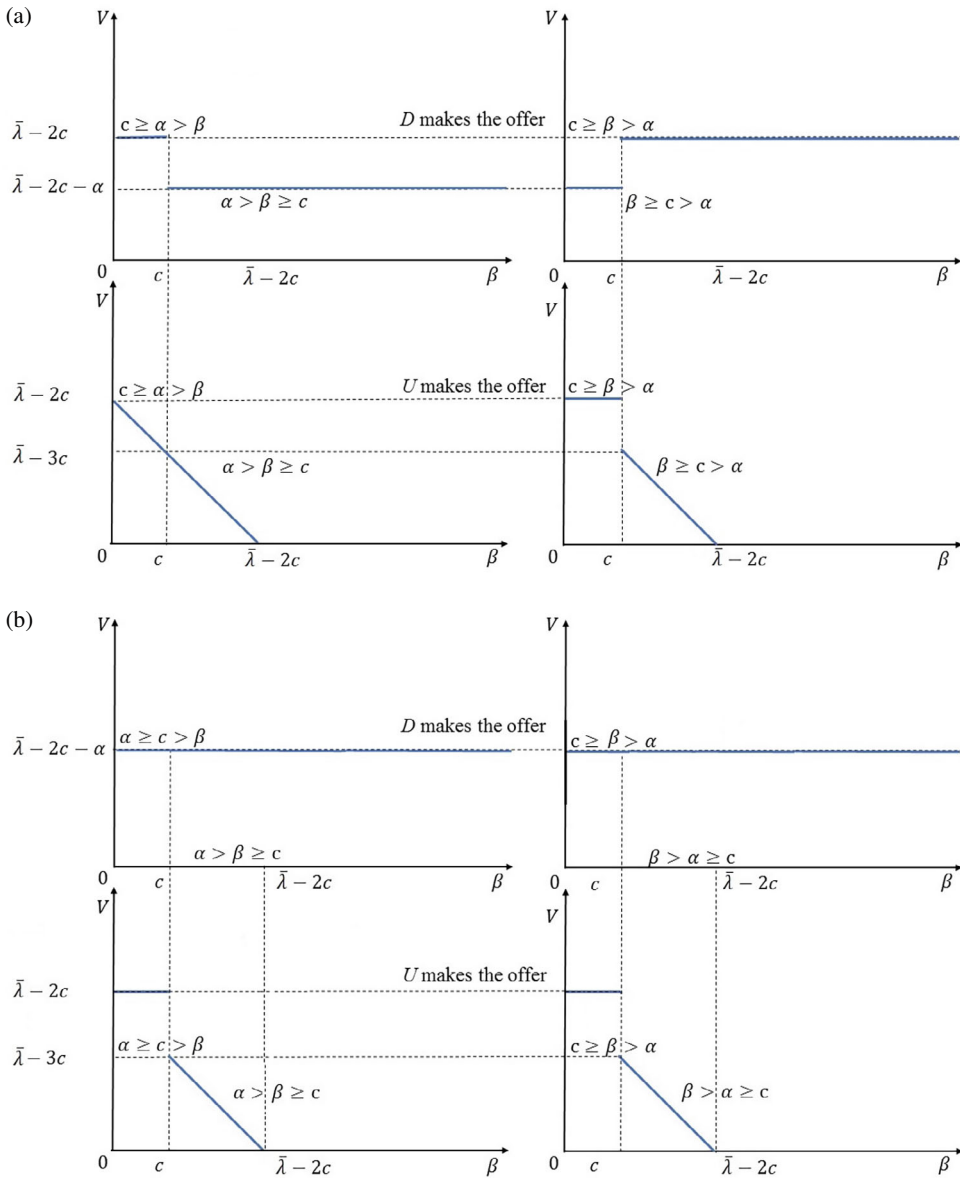 (a)
V V
λ̄ − 2c c ≥ α > β D makes the offer c ≥ β > α
λ̄ − 2c − α α > β ≥ c β ≥ c > α
0 c λ̄ − 2c β 0 c λ̄ − 2c β
V V
λ̄ − 2c c ≥ α > β U makes the offer c ≥ β > α
λ̄ − 3c α > β ≥ c β ≥ c > α
0 c λ̄ − 2c β 0 c λ̄ − 2c β
(b)
V V
λ̄ − 2c − α α ≥ c > β D makes the offer c ≥ β > α
α > β ≥ c β > α ≥ c
0 c λ̄ − 2c β 0 c λ̄ − 2c β
V V
λ̄ − 2c U makes the offer
λ̄ − 3c α ≥ c > β c ≥ β > α
α > β ≥ c β > α ≥ c
0 c λ̄ − 2c β 0 c λ̄ − 2c β